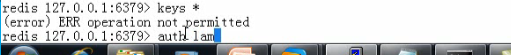 redis 127.0.0.1:6379> keys *
(error) ERR operation not permitted
redis 127.0.0.1:6379> auth lam